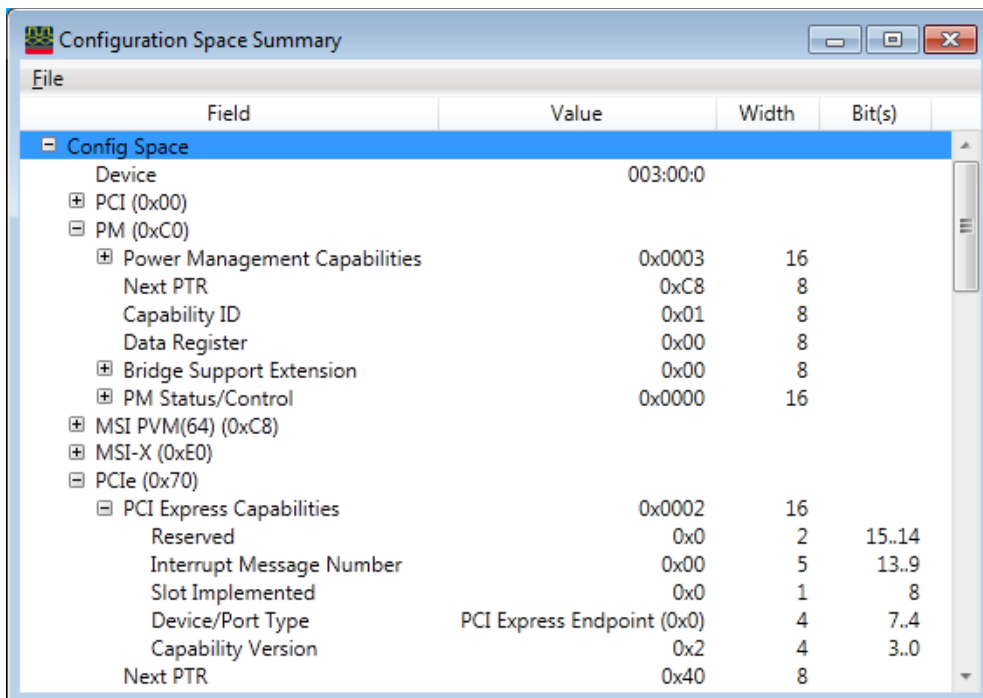 Configuration Space Summary
File
Field Value Width Bit(s)
Config Space
Device 003:00:0
PCI (0x00)
PM (0xC0)
Power Management Capabilities 0x0003 16
Next PTR 0xC8 8
Capability ID 0x01 8
Data Register 0x00 8
Bridge Support Extension 0x00 8
PM Status/Control 0x0000 16
MSI PVM(64) (0xC8)
MSI-X (0xE0)
PCIe (0x70)
PCI Express Capabilities 0x0002 16
Reserved 0x0 2 15..14
Interrupt Message Number 0x00 5 13..9
Slot Implemented 0x0 1 8
Device/Port Type PCI Express Endpoint (0x0) 4 7..4
Capability Version 0x2 4 3..0
Next PTR 0x40 8